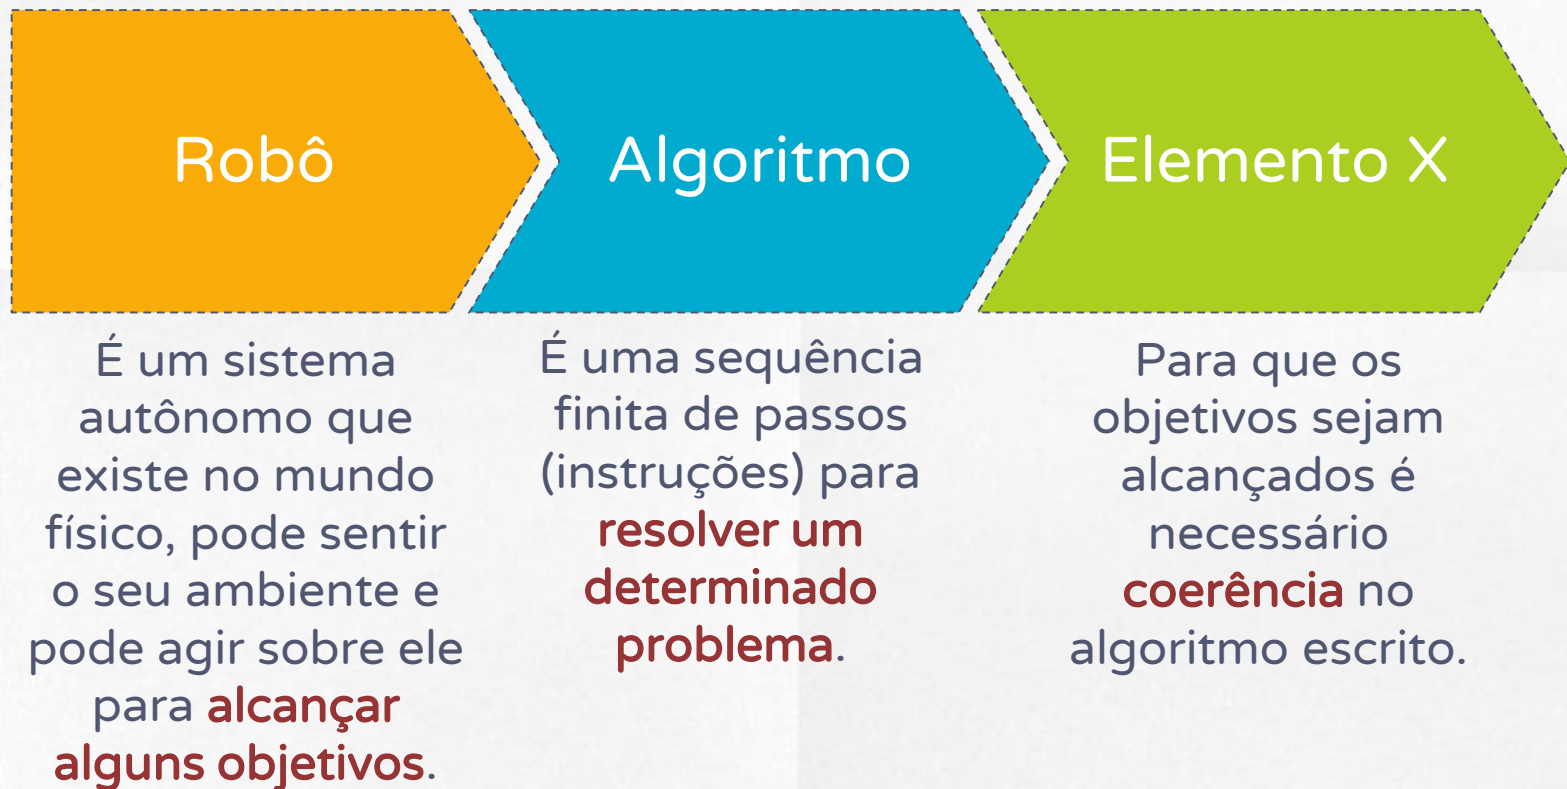 Robô
Algoritmo
Elemento X
É um sistema
autônomo que
existe no mundo
físico, pode sentir
o seu ambiente e
pode agir sobre ele
para alcançar
alguns objetivos.
É uma sequência
finita de passos
(instruções) para
resolver um
determinado
problema.
Para que os
objetivos sejam
alcançados é
necessário
coerência no
algoritmo escrito.